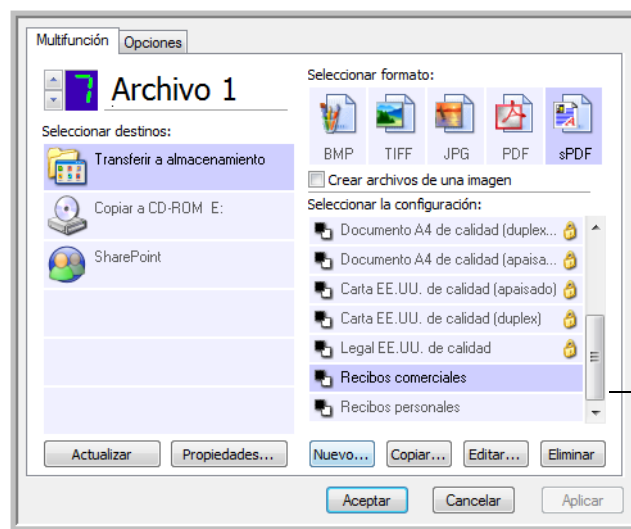 Multifunción
Opciones
7 Archivo 1
Seleccionar destinos:
Transferir a almacenamiento
Copiar a CD-ROM E:
SharePoint
Actualizar
Propiedades...
Seleccionar formato:
BMP TIFF JPG PDF sPDF
Crear archivos de una imagen
Seleccionar la configuración:
Documento A4 de calidad (duplex...
Documento A4 de calidad (apaisa...
Carta EE.UU. de calidad (apaisado)
Carta EE.UU. de calidad (duplex)
Legal EE.UU. de calidad
Recibos comerciales
Recibos personales
Nuevo... Copiar... Editar... Eliminar
Aceptar Cancelar Aplicar